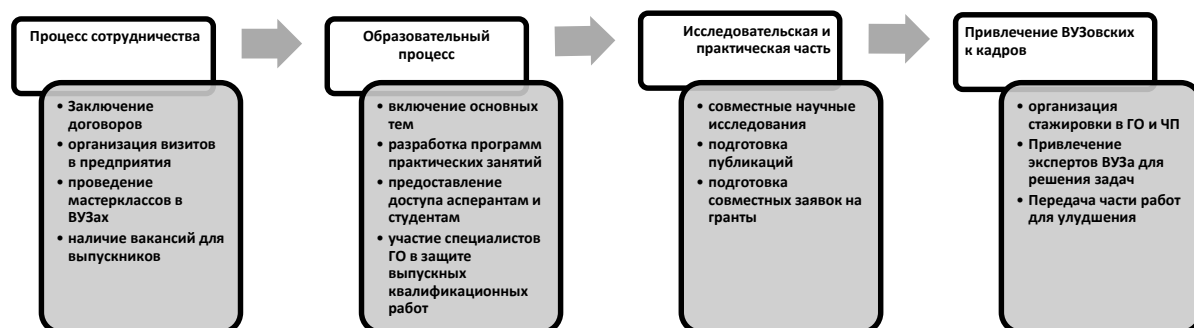 Процесс сотрудничества
• Заключение
договоров
• организация визитов
в предприятия
• проведение
мастерклассов в
ВУЗах
• наличие вакансий для
выпускников
Образовательный
процесс
• включение основных
тем
• разработка программ
практических занятий
• предоставление
доступа асперантам и
студентам
• участие специалистов
ГО в защите
выпускных
квалификационных
работ
Исследовательская и
практическая часть
• совместные научные
исследования
• подготовка
публикаций
• подготовка
совместных заявок на
гранты
Привлечение ВУЗовских
к кадров
• организация
стажировки в ГО и ЧП
• Привлечение
экспертов ВУЗа для
решения задач
• Передача части работ
для улудшения